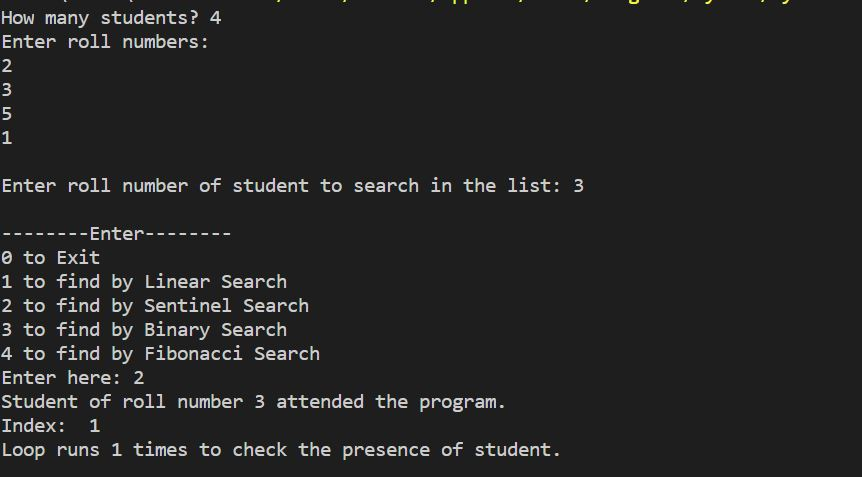 How many students? 4
Enter roll numbers:
2
3
5
1
Enter roll number of student to search in the list: 3
--------Enter--------
0 to Exit
1 to find by Linear Search
2 to find by Sentinel Search
3 to find by Binary Search
4 to find by Fibonacci Search
Enter here: 2
Student of roll number 3 attended the program.
Index:  1
Loop runs 1 times to check the presence of student.